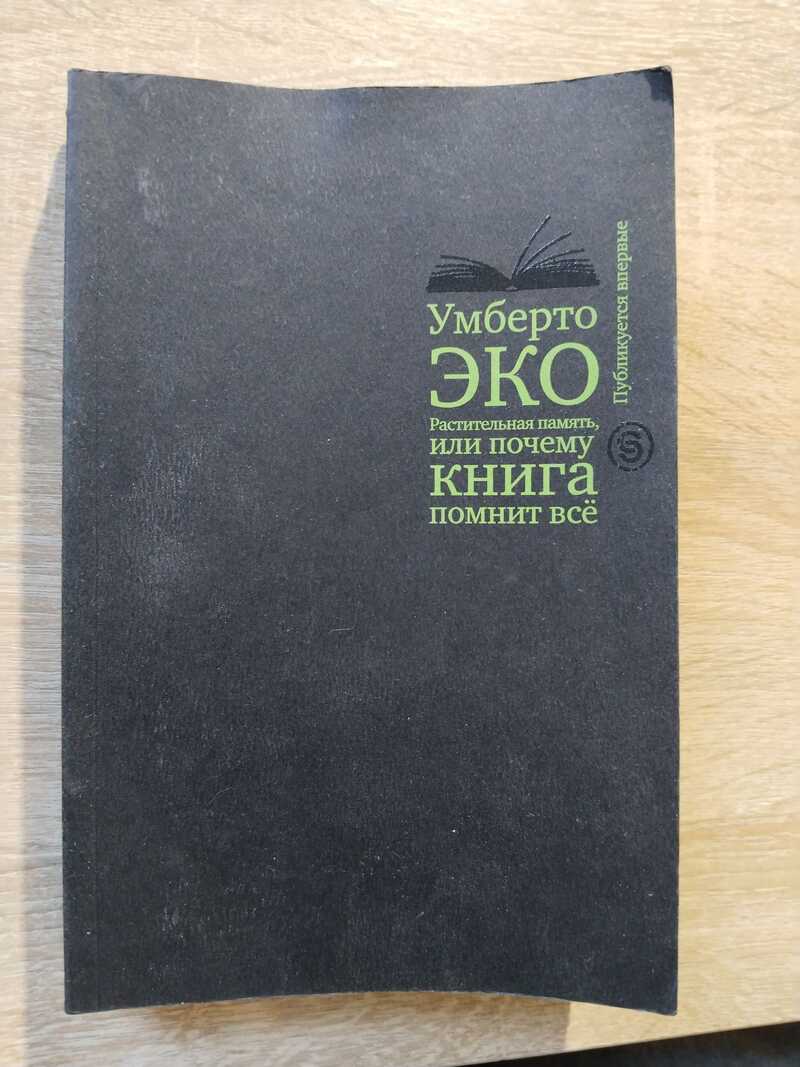 Умберто
ЭКО
Растительная память,
или почему
книга
помнит всё
Публикуется впервые
S